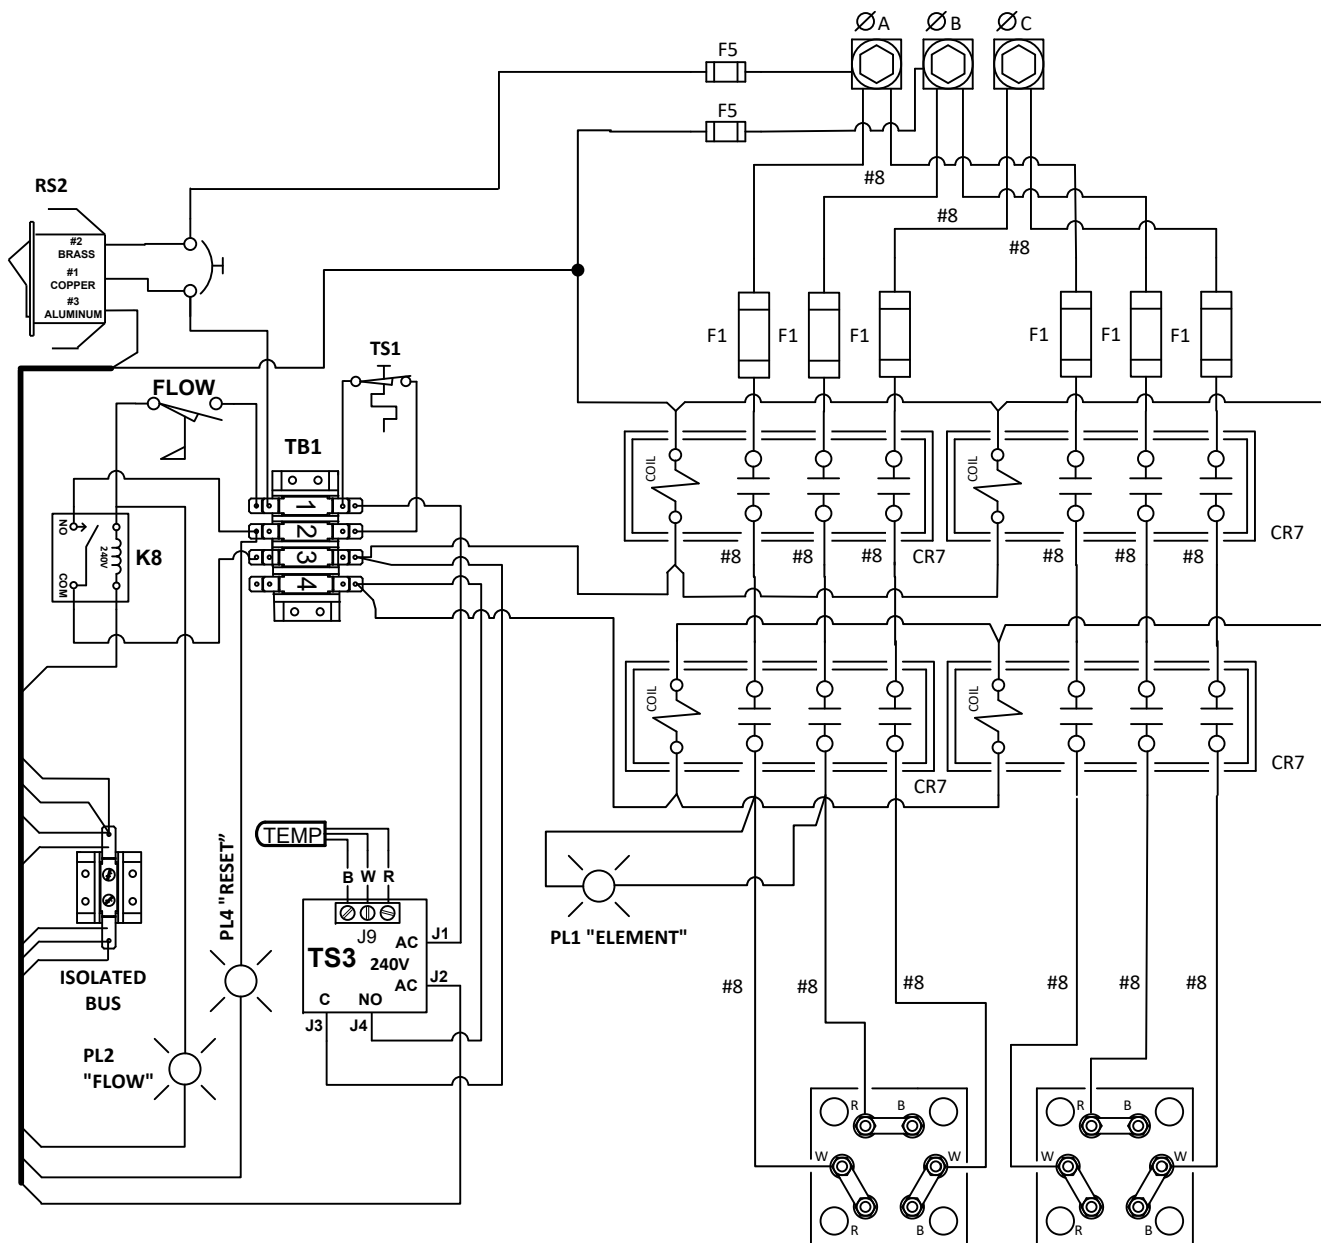 ØA
ØB
ØC
F5
F5
#8
#8
#8
RS2
#2
BRASS
#1
COPPER
#3
ALUMINUM
F1
F1
F1
F1
F1
F1
TS1
FLOW
TB1
1
2
3
4
NO
COM
240V
K8
COIL
COIL
CR7
CR7
#8
#8
#8
#8
#8
#8
COIL
COIL
CR7
CR7
TEMP
B W R
J9
TS3
240V
AC
AC
J1
J2
C
NO
J3
J4
PL4 "RESET"
ISOLATED
BUS
PL2
"FLOW"
PL1 "ELEMENT"
#8
#8
#8
#8
#8
#8
R
B
W
W
R
B
R
B
W
W
R
B